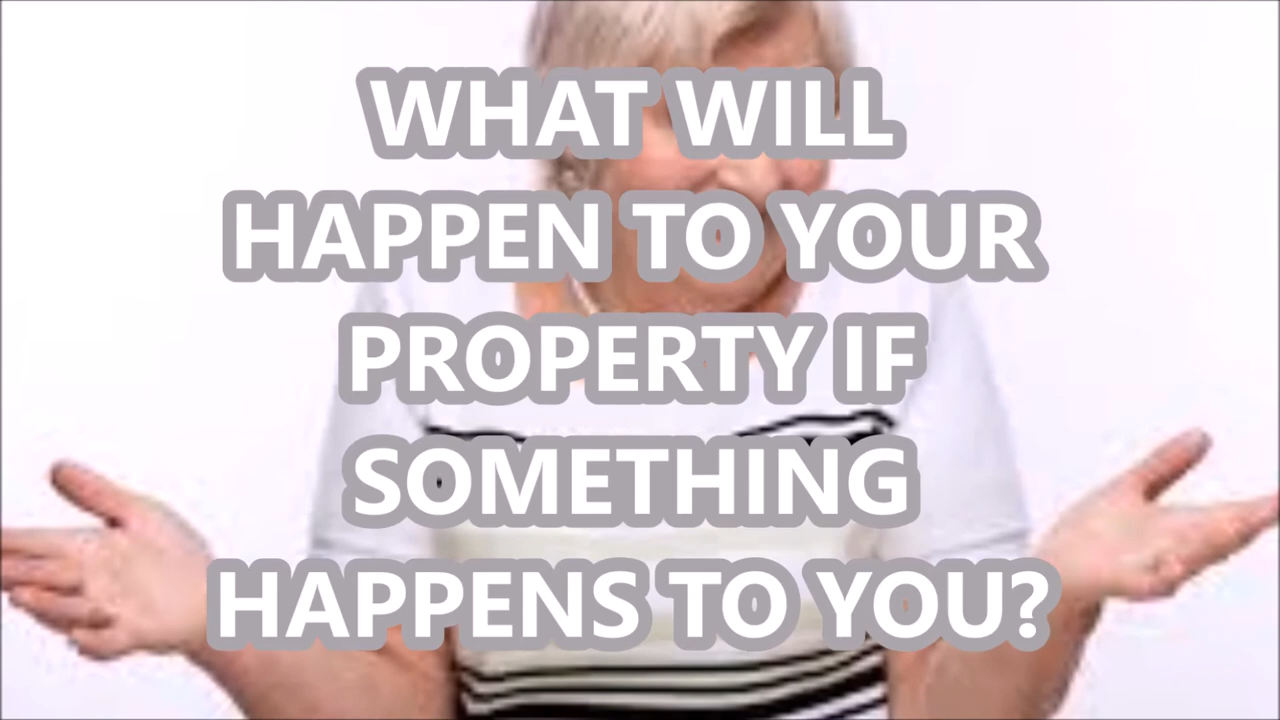 WHAT WILL
HAPPEN TO YOUR
PROPERTY IF
SOMETHING
HAPPENS TO YOU?